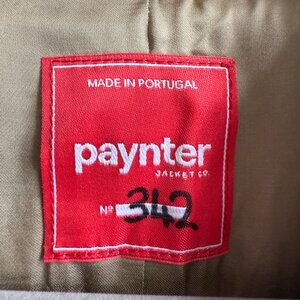 MADE IN PORTUGAL
paynter
JACKET CO.
Nº 342